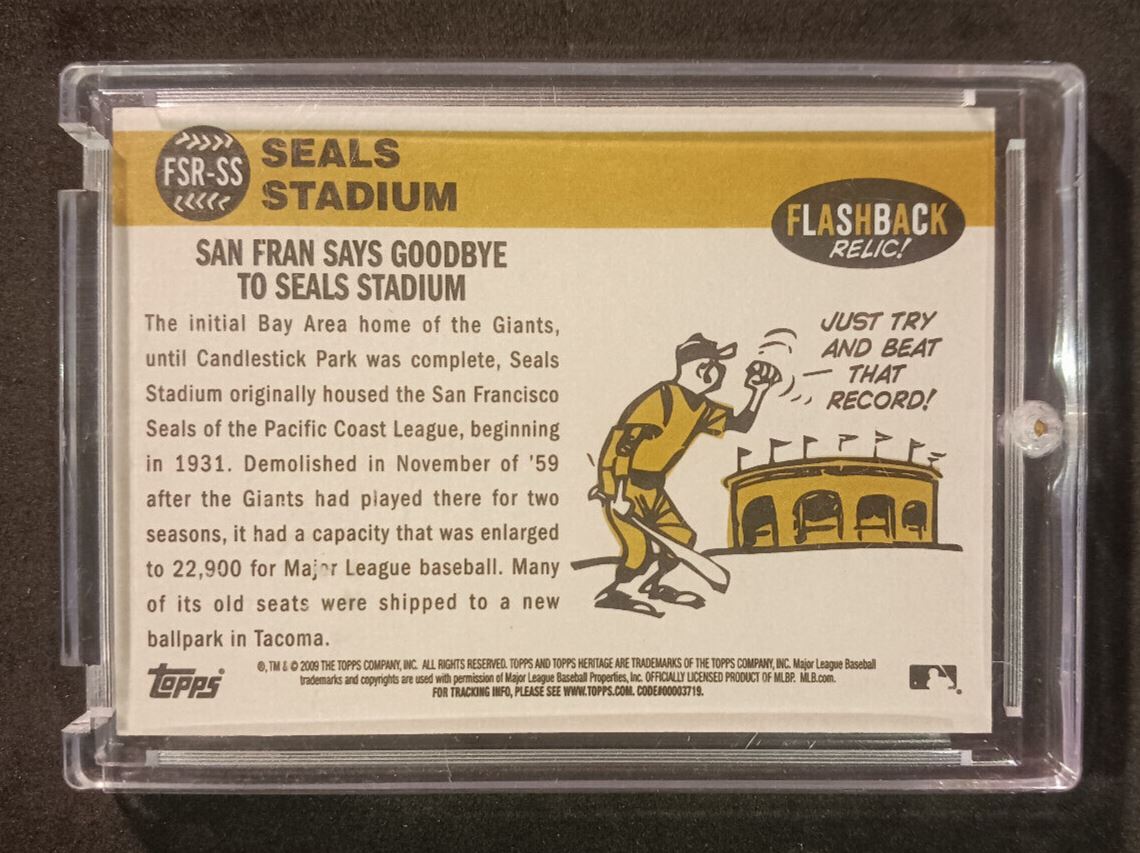 FSR-SS
SEALS
STADIUM
FLASHBACK
RELIC!
SAN FRAN SAYS GOODBYE
TO SEALS STADIUM
The initial Bay Area home of the Giants,
until Candlestick Park was complete, Seals
Stadium originally housed the San Francisco
Seals of the Pacific Coast League, beginning
in 1931. Demolished in November of '59
after the Giants had played there for two
seasons, it had a capacity that was enlarged
to 22,900 for Major League baseball. Many
of its old seats were shipped to a new
ballpark in Tacoma.
JUST TRY
AND BEAT
THAT
RECORD!
Topps®
®, TM & © 2009 THE TOPPS COMPANY, INC. ALL RIGHTS RESERVED. TOPPS AND TOPPS HERITAGE ARE TRADEMARKS OF THE TOPPS COMPANY, INC. Major League Baseball
trademarks and copyrights are used with permission of Major League Baseball Properties, Inc. OFFICIALLY LICENSED PRODUCT OF MLBP. MLB.com.
FOR TRACKING INFO, PLEASE SEE WWW.TOPPS.COM. CODE#00003719.